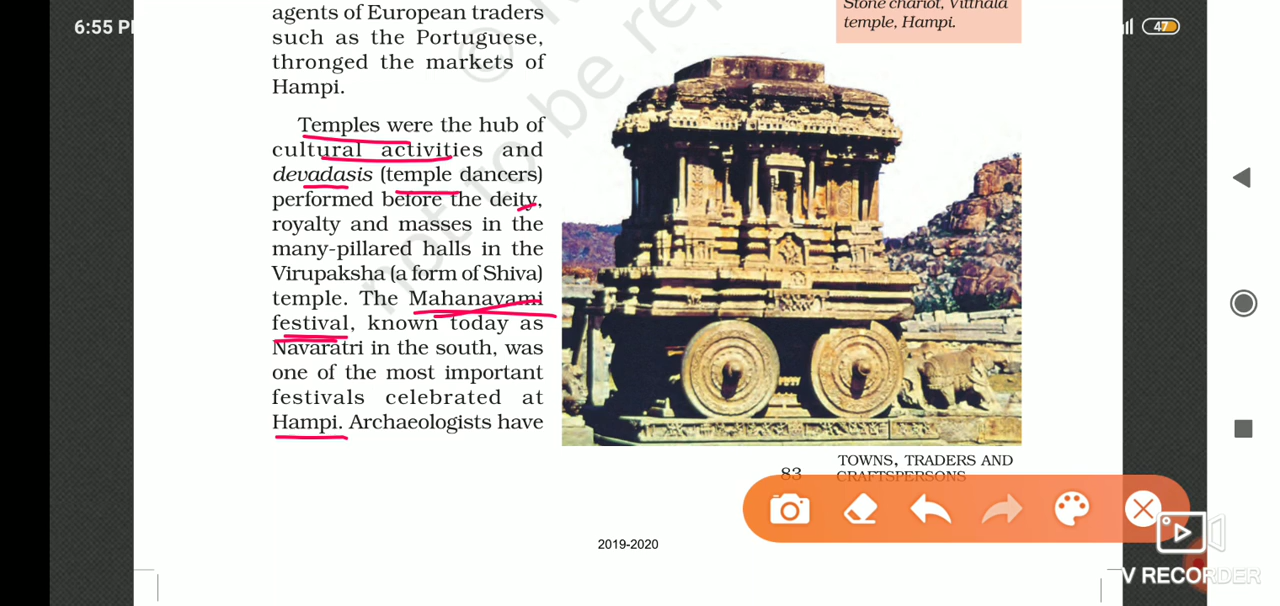 6:55 P
47
agents of European traders
such as the Portuguese,
thronged the markets of
Hampi.
Temples were the hub of
cultural activities and
devadasis (temple dancers)
performed before the deity,
royalty and masses in the
many-pillared halls in the
Virupaksha (a form of Shiva)
temple. The Mahanavami
festival, known today as
Navaratri in the south, was
one of the most important
festivals celebrated at
Hampi. Archaeologists have
Stone chariot, Vitthala
temple, Hampi.
83
TOWNS, TRADERS AND
CRAFTSPERSONS
2019-2020
V RECORDER
not to be rep
©